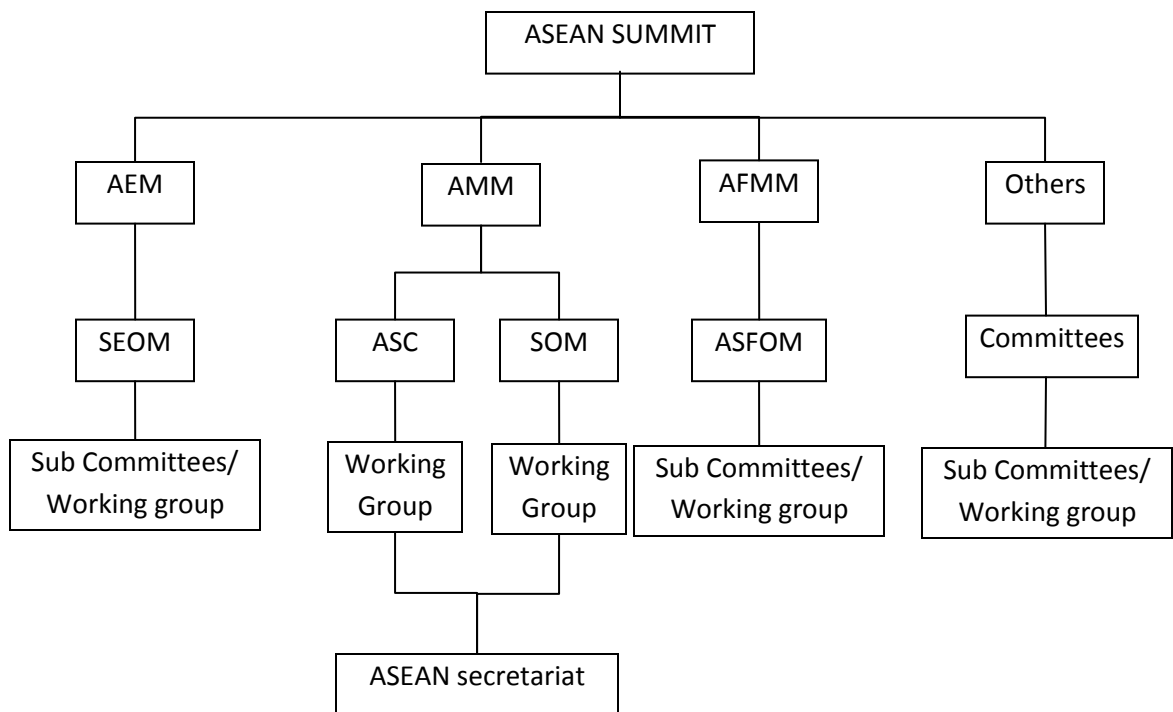 ASEAN SUMMIT
AEM
AMM
AFMM
Others
SEOM
ASC
SOM
ASFOM
Committees
Sub Committees/
Working group
Working
Group
Working
Group
Sub Committees/
Working group
Sub Committees/
Working group
ASEAN secretariat